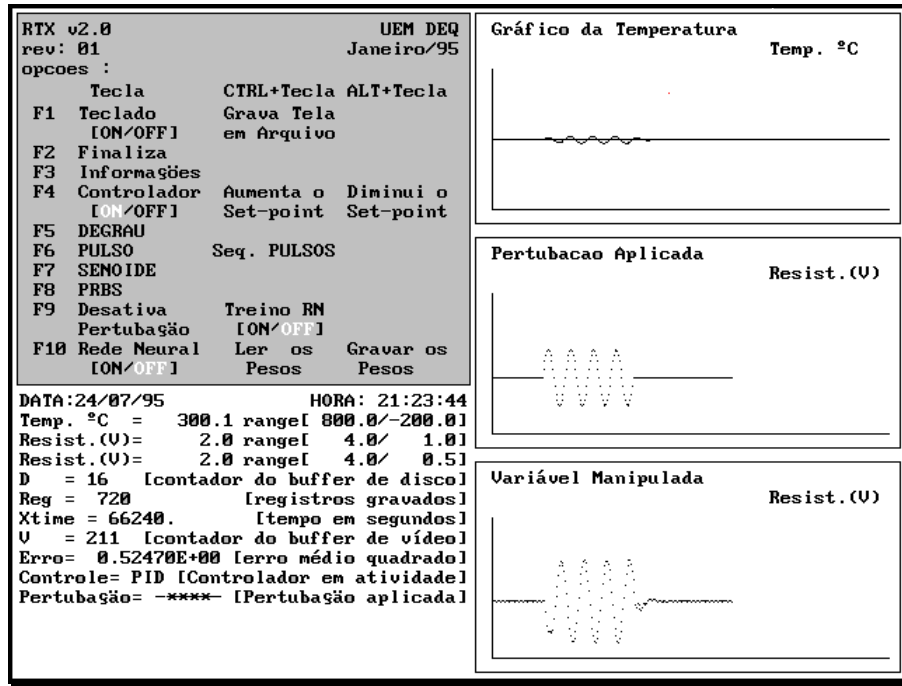 RTX v2.0 UEM DEQ
rev: 01 Janeiro/95
opcoes :
Tecla CTRL+Tecla ALT+Tecla
F1 Teclado Grava Tela
[ON/OFF] em Arquivo
F2 Finaliza
F3 Informaşöes
F4 Controlador Aumenta o Diminui o
[ON/OFF] Set-point Set-point
F5 DEGRAU
F6 PULSO Seq. PULSOS
F7 SENOIDE
F8 PRBS
F9 Desativa Treino RN
Pertubaşäo [ON/OFF]
F10 Rede Neural Ler os Gravar os
[ON/OFF] Pesos Pesos
DATA:24/07/95 HORA: 21:23:44
Temp. ºC = 300.1 range[ 800.0/-200.0]
Resist.(V)= 2.0 range[ 4.0/ 1.0]
Resist.(V)= 2.0 range[ 4.0/ 0.5]
D = 16 [contador do buffer de disco]
Reg = 720 [registros gravados]
Xtime = 66240. [tempo em segundos]
V = 211 [contador do buffer de vídeo]
Erro= 0.52470E+00 [erro médio quadrado]
Controle= PID [Controlador em atividade]
Pertubaşäo= -****- [Pertubaşäo aplicada]
Gráfico da Temperatura
Temp. ºC
Pertubacao Aplicada
Resist.(V)
Variável Manipulada
Resist.(V)